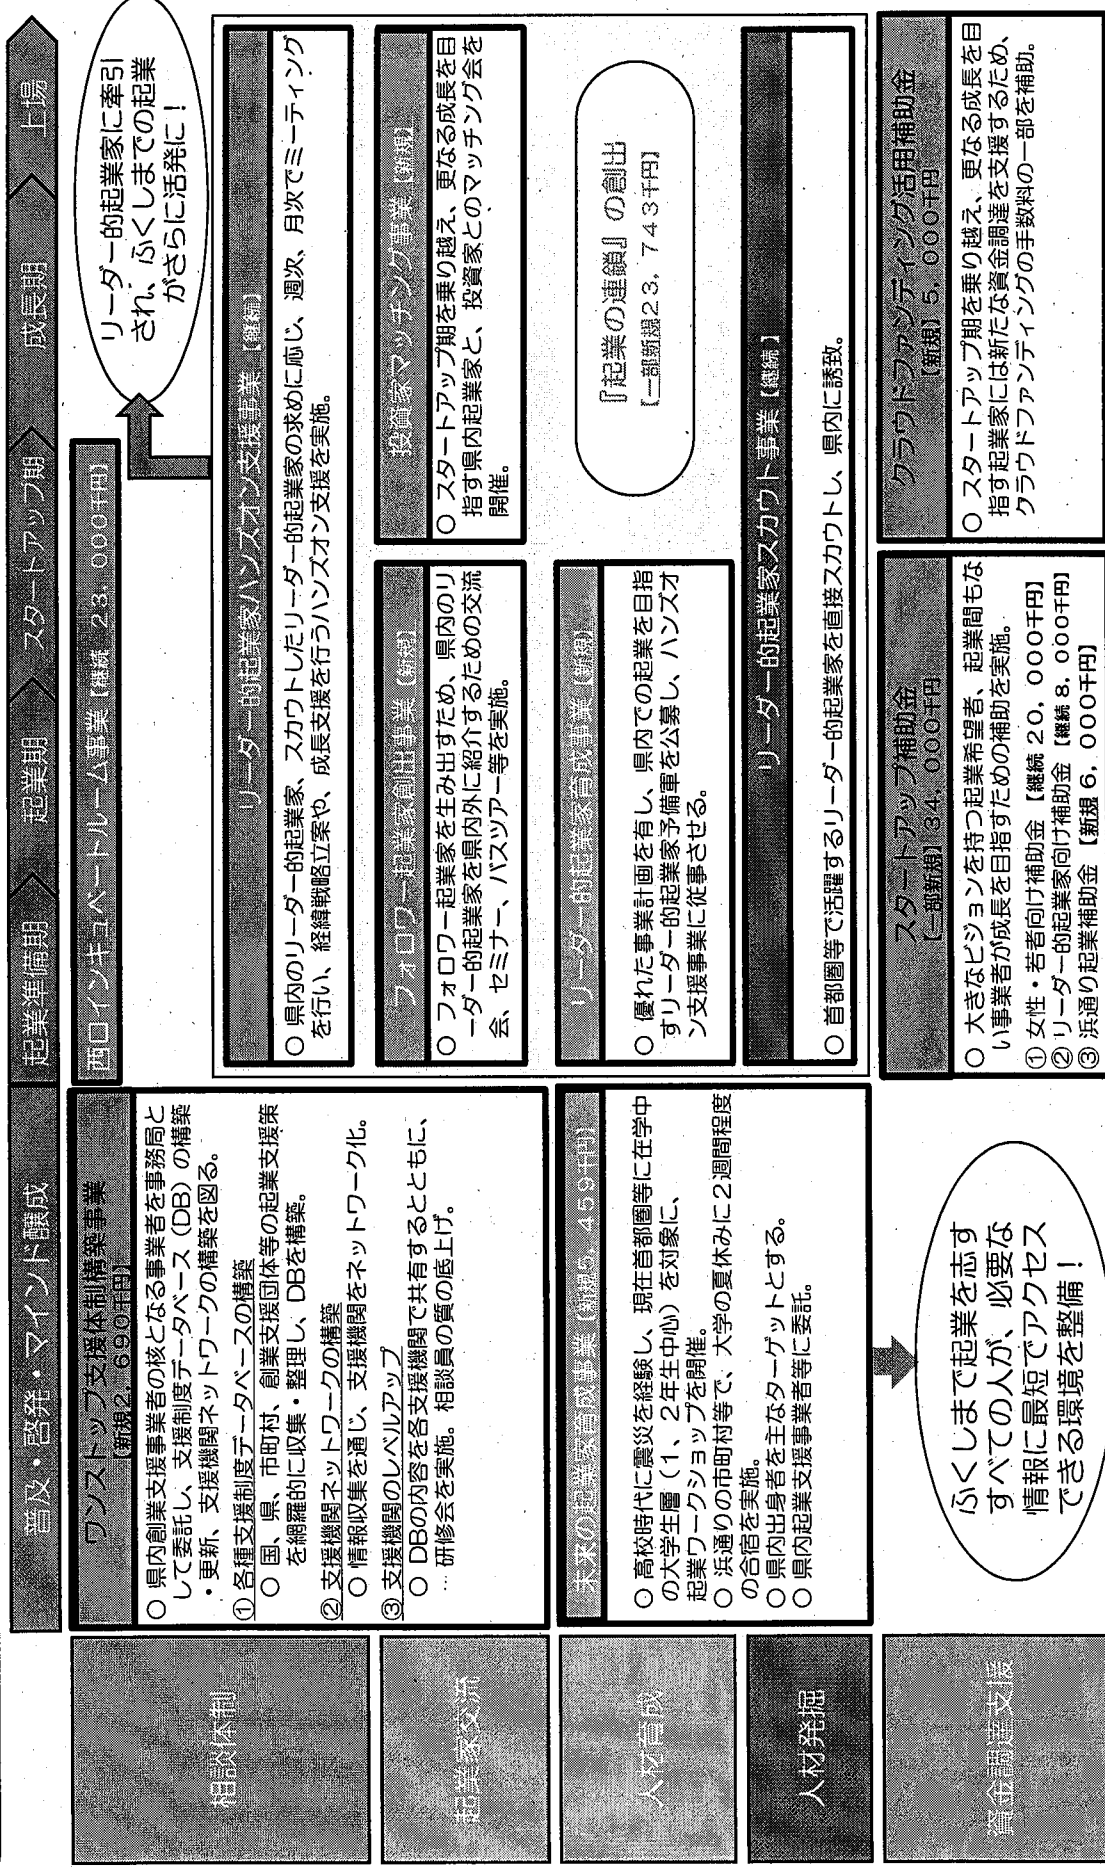 普及・啓発・マインド醸成
起業準備期
起業期
スタートアップ期
成長期
上場
相談体制
起業家交流
人材育成
人材発掘
資金調達支援
ワンストップ支援体制構築事業
【新規2,690千円】
○ 県内創業支援事業者の核となる事業者を事務局と
して委託し、支援制度データベース（DB）の構築
・更新、支援機関ネットワークの構築を図る。
① 各種支援制度データベースの構築
○ 国、県、市町村、創業支援団体等の起業支援策
を網羅的に収集・整理し、DBを構築。
② 支援機関ネットワークの構築
○ 情報収集を通じ、支援機関をネットワーク化。
③ 支援機関のレベルアップ
○ DBの内容を各支援機関で共有するとともに、
… 研修会を実施。相談員の質の底上げ。
西口インキュベートルーム事業【継続 23,000千円】
リーダー的起業家に牽引
され、ふくしまでの起業
がさらに活発に！
リーダー的起業家ハンズオン支援事業【継続】
○ 県内のリーダー的起業家、スカウトしたリーダー的起業家の求めに応じ、週次、月次でミーティング
を行い、経緯戦略立案や、成長支援を行うハンズオン支援を実施。
フォロワー起業家創出事業【新規】
○ フォロワー起業家を生み出すため、県内のリ
ーダー的起業家を県内外に紹介するための交流
会、セミナー、バスツアー等を実施。
投資家マッチング事業【新規】
○ スタートアップ期を乗り越え、更なる成長を目
指す県内起業家と、投資家とのマッチング会を
開催。
未来の起業家育成事業【新規5,459千円】
○ 高校時代に震災を経験し、現在首都圏等に在学中
の大学生層（1、2年生中心）を対象に、
起業ワークショップを開催。
○ 浜通りの市町村等で、大学の夏休みに2週間程度
の合宿を実施。
○ 県内出身者を主なターゲットとする。
○ 県内起業支援事業者等に委託。
リーダー的起業家育成事業【新規】
○ 優れた事業計画を有し、県内での起業を目指
すリーダー的起業家予備軍を公募し、ハンズオ
ン支援事業に従事させる。
『起業の連鎖』の創出
【一部新規23,743千円】
リーダー的起業家スカウト事業【継続】
○ 首都圏等で活躍するリーダー的起業家を直接スカウトし、県内に誘致。
ふくしまで起業を志す
すべての人が、必要な
情報に最短でアクセス
できる環境を整備！
スタートアップ補助金
【一部新規】34,000千円
○ 大きなビジョンを持つ起業希望者、起業間もな
い事業者が成長を目指すための補助を実施。
① 女性・若者向け補助金【継続20,000千円】
② リーダー的起業家向け補助金【継続8,000千円】
③ 浜通り起業補助金【新規6,000千円】
クラウドファンディング活用補助金
【新規】5,000千円
○ スタートアップ期を乗り越え、更なる成長を目
指す起業家には新たな資金調達を支援するため、
クラウドファンディングの手数料の一部を補助。